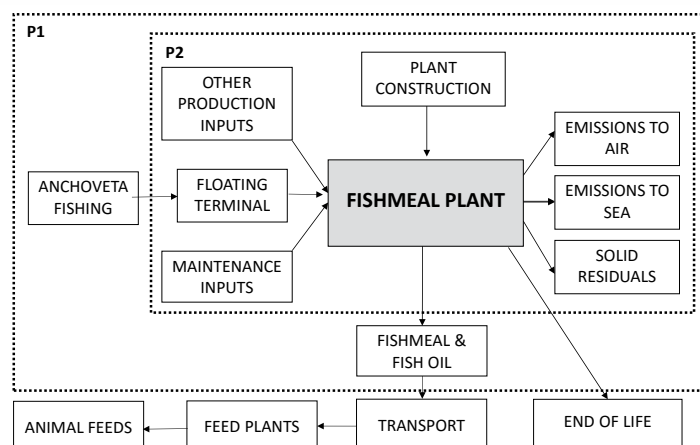 P1
P2
OTHER
PRODUCTION
INPUTS
PLANT
CONSTRUCTION
EMISSIONS TO
AIR
ANCHOVETA
FISHING
FLOATING
TERMINAL
FISHMEAL PLANT
EMISSIONS TO
SEA
MAINTENANCE
INPUTS
SOLID
RESIDUALS
FISHMEAL &
FISH OIL
ANIMAL FEEDS
FEED PLANTS
TRANSPORT
END OF LIFE